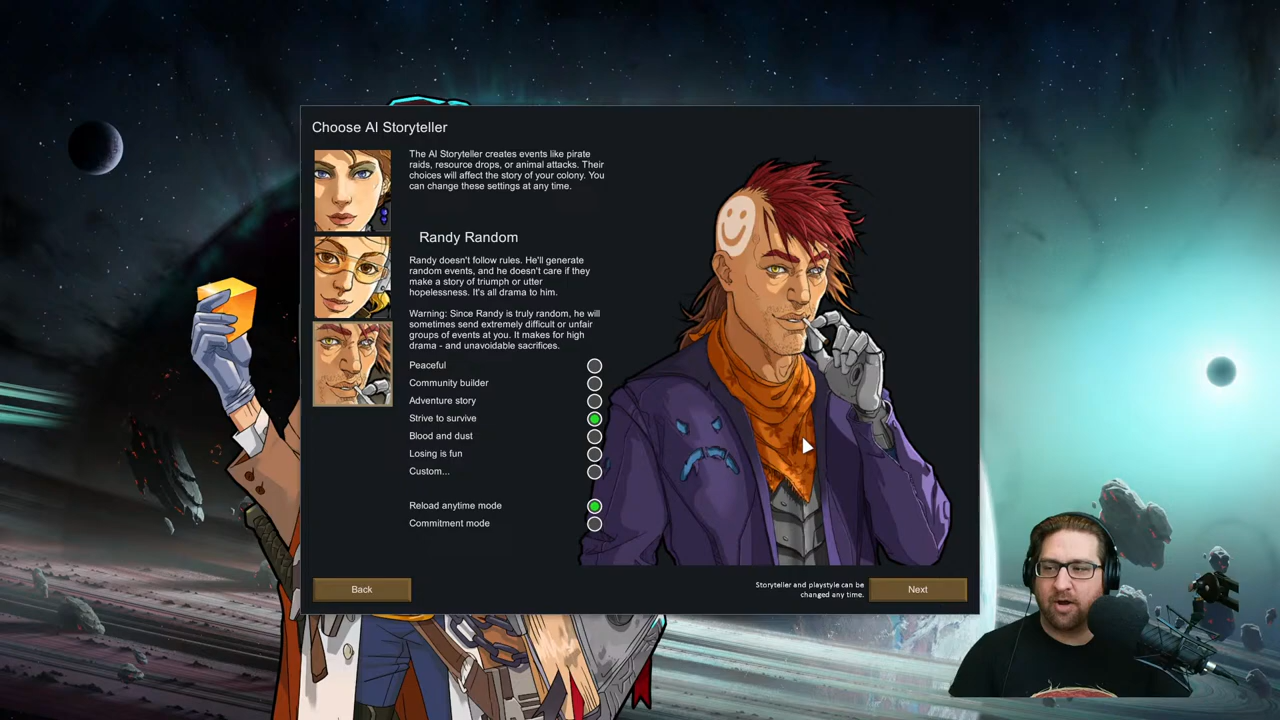 Choose AI Storyteller
The AI Storyteller creates events like pirate
raids, resource drops, or animal attacks. Their
choices will affect the story of your colony. You
can change these settings at any time.
Randy Random
Randy doesn't follow rules. He'll generate
random events, and he doesn't care if they
make a story of triumph or utter
hopelessness. It's all drama to him.
Warning: Since Randy is truly random, he will
sometimes send extremely difficult or unfair
groups of events at you. It makes for high
drama - and unavoidable sacrifices.
Peaceful
Community builder
Adventure story
Strive to survive
Blood and dust
Losing is fun
Custom...
Reload anytime mode
Commitment mode
Back
Storyteller and playstyle can be
changed any time.
Next